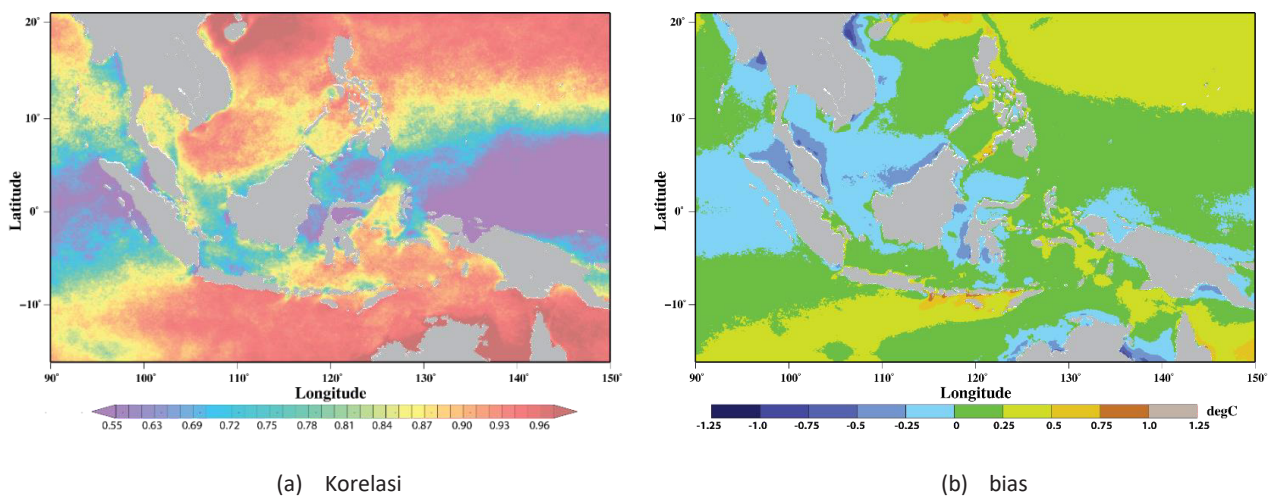 20°
10°
0°
−10°
Latitude
90° 100° 110° 120° 130° 140° 150°
Longitude
0.55 0.63 0.69 0.72 0.75 0.78 0.81 0.84 0.87 0.90 0.93 0.96
(a) Korelasi
20°
10°
0°
−10°
Latitude
90° 100° 110° 120° 130° 140° 150°
Longitude
degC
-1.25 -1.0 -0.75 -0.5 -0.25 0 0.25 0.5 0.75 1.0 1.25
(b) bias